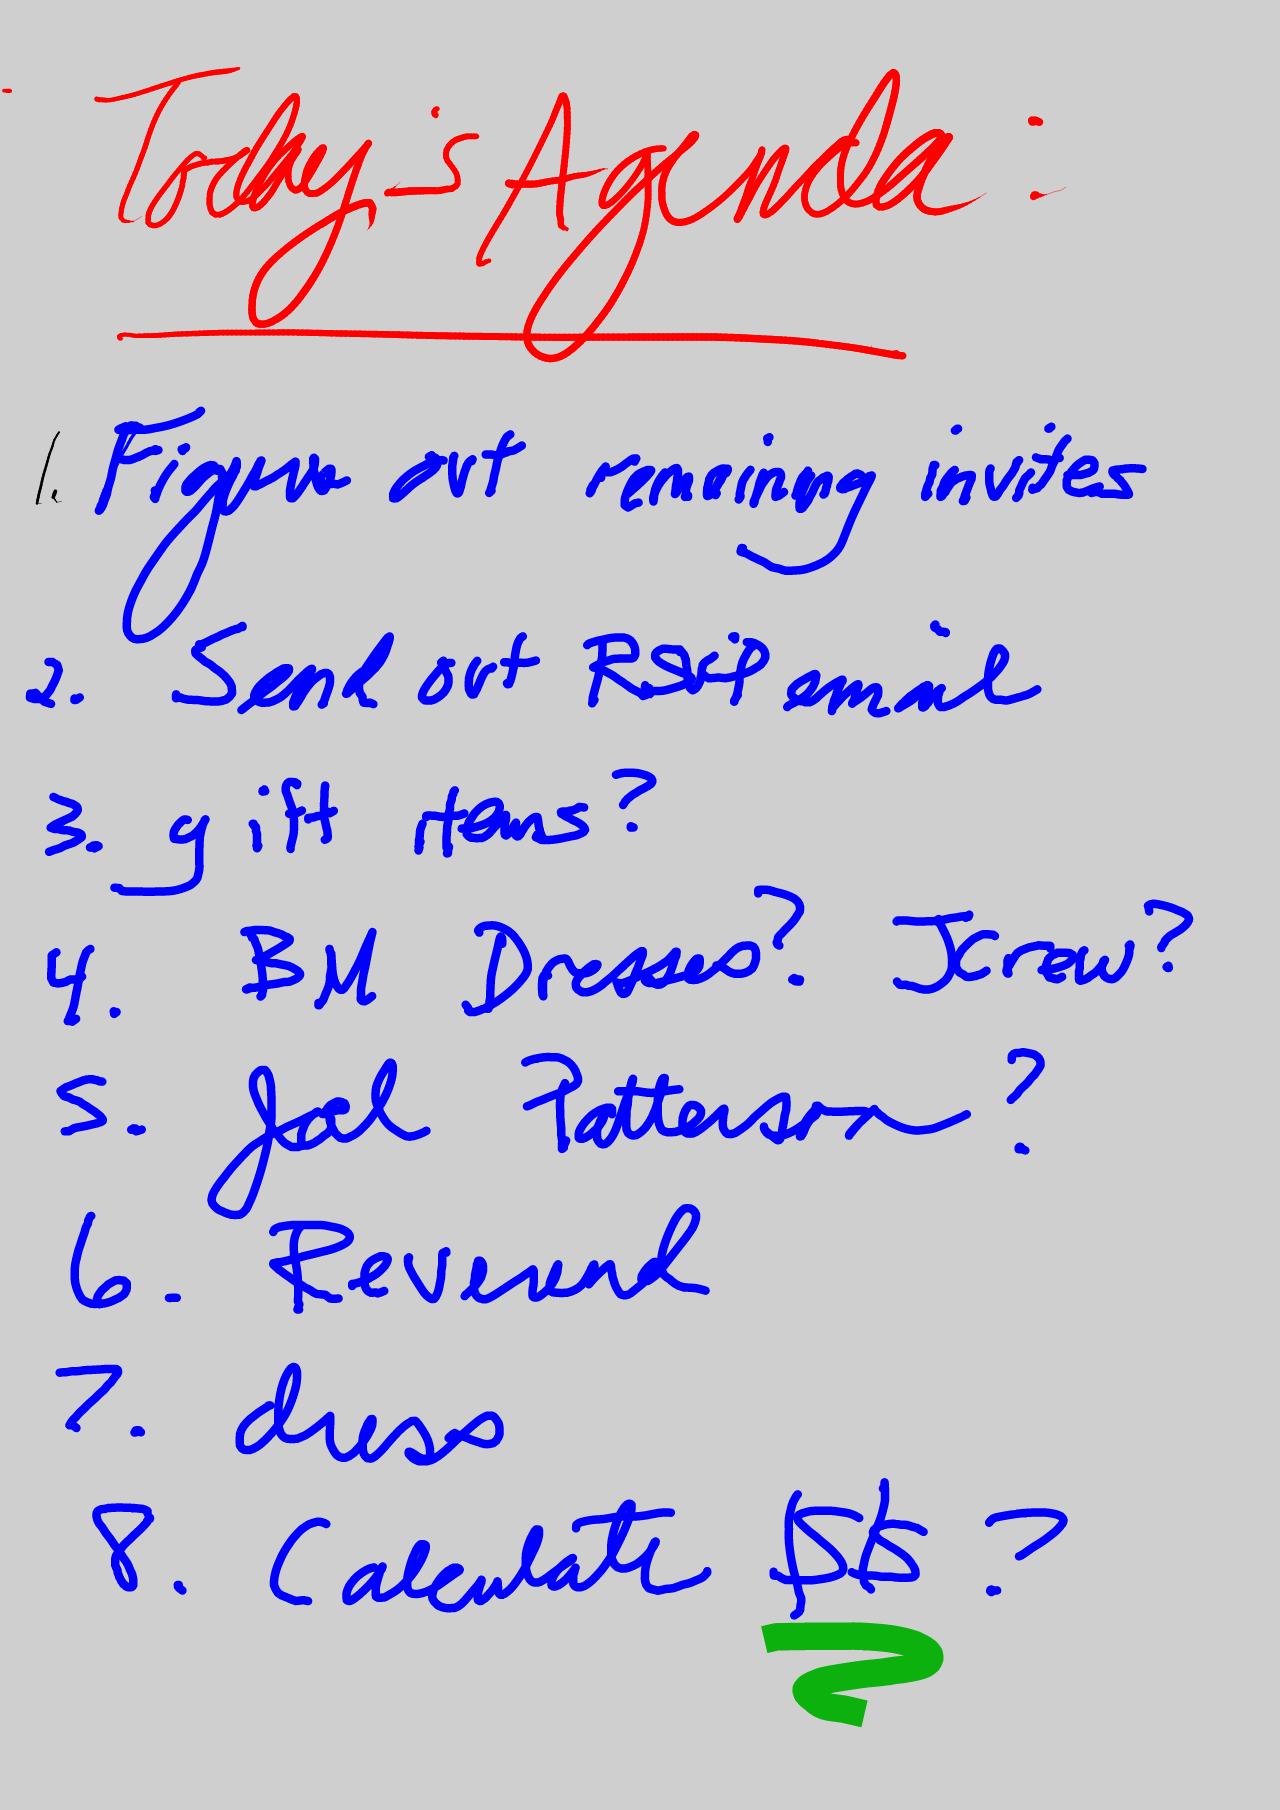 Today's Agenda:
1. Figure out remaining invites
2. Send out RSVP email
3. gift items?
4. BM Dresses? JCrew?
5. Joel Patterson?
6. Reverend
7. dress
8. Calculate $$?